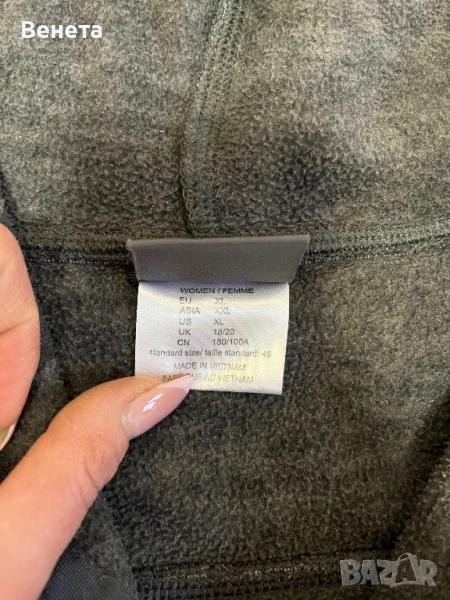 Венета
WOMEN / FEMME
EU XL
ASIA XXL
US XL
UK 18/20
CN 180/100A
standard size/ taille standard: 46
MADE IN VIETNAM
FABRIQUE AU VIETNAM
BAZAR